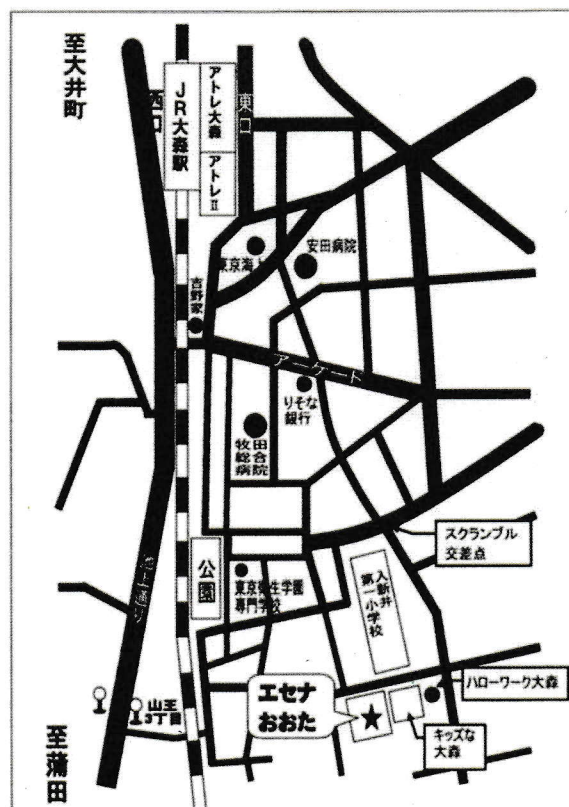 至大井町
西口
JR大森駅
アトレ大森
アトレⅡ
東口
東京海上
安田病院
吉野家
アーケード
りそな
銀行
牧田
総合
病院
スクランブル
交差点
公園
東京衛生学園
専門学校
入新井
第一小学校
池上通り
エセナ
おおた
ハローワーク大森
キッズな
大森
山王
3丁目
至蒲田